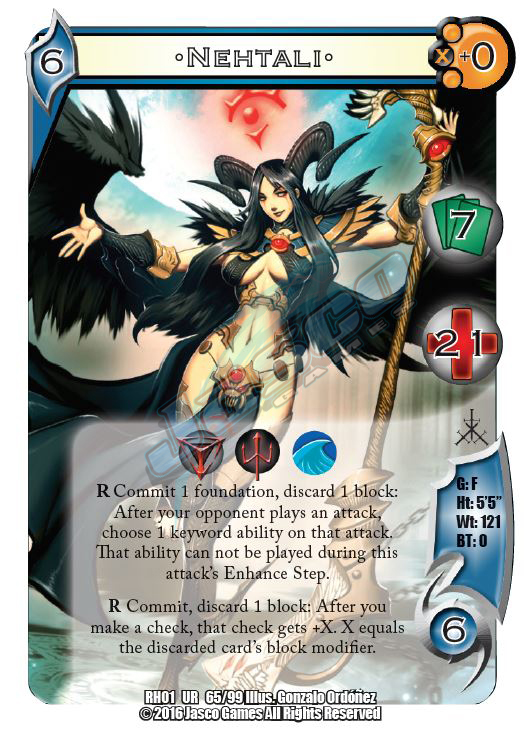 6
•NEHTALI•
X +0
7
21
G: F
Ht: 5'5"
Wt: 121
BT: 0
6
R Commit 1 foundation, discard 1 block:
After your opponent plays an attack,
choose 1 keyword ability on that attack.
That ability can not be played during this
attack's Enhance Step.
R Commit, discard 1 block: After you
make a check, that check gets +X. X equals
the discarded card's block modifier.
RH01 UR 65/99 Illus. Gonzalo Ordóñez
© 2016 Jasco Games All Rights Reserved
JASCO
GAMES